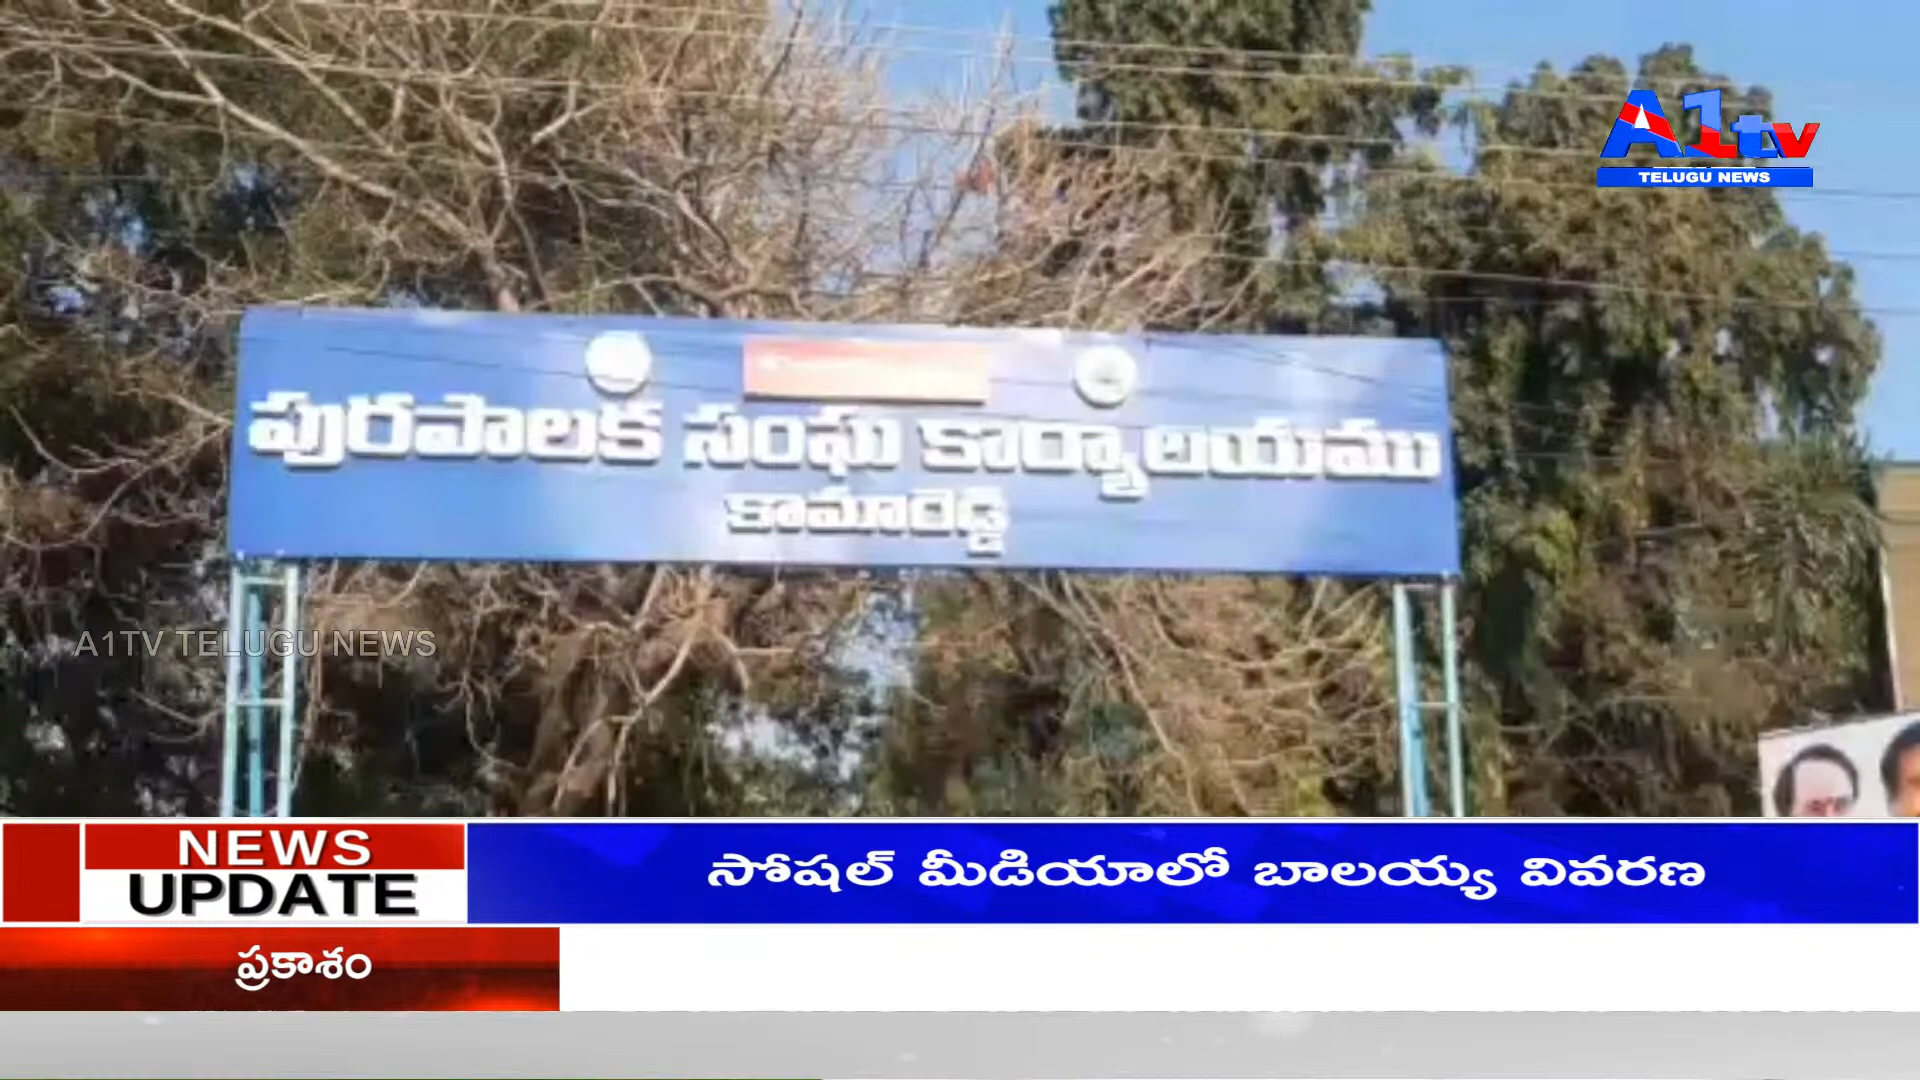 A1tv
TELUGU NEWS
పురపాలక సంఘ కార్యాలయము
కామారెడ్డి
A1TV TELUGU NEWS
NEWS
UPDATE
సోషల్ మీడియాలో బాలయ్య వివరణ
ప్రకాశం